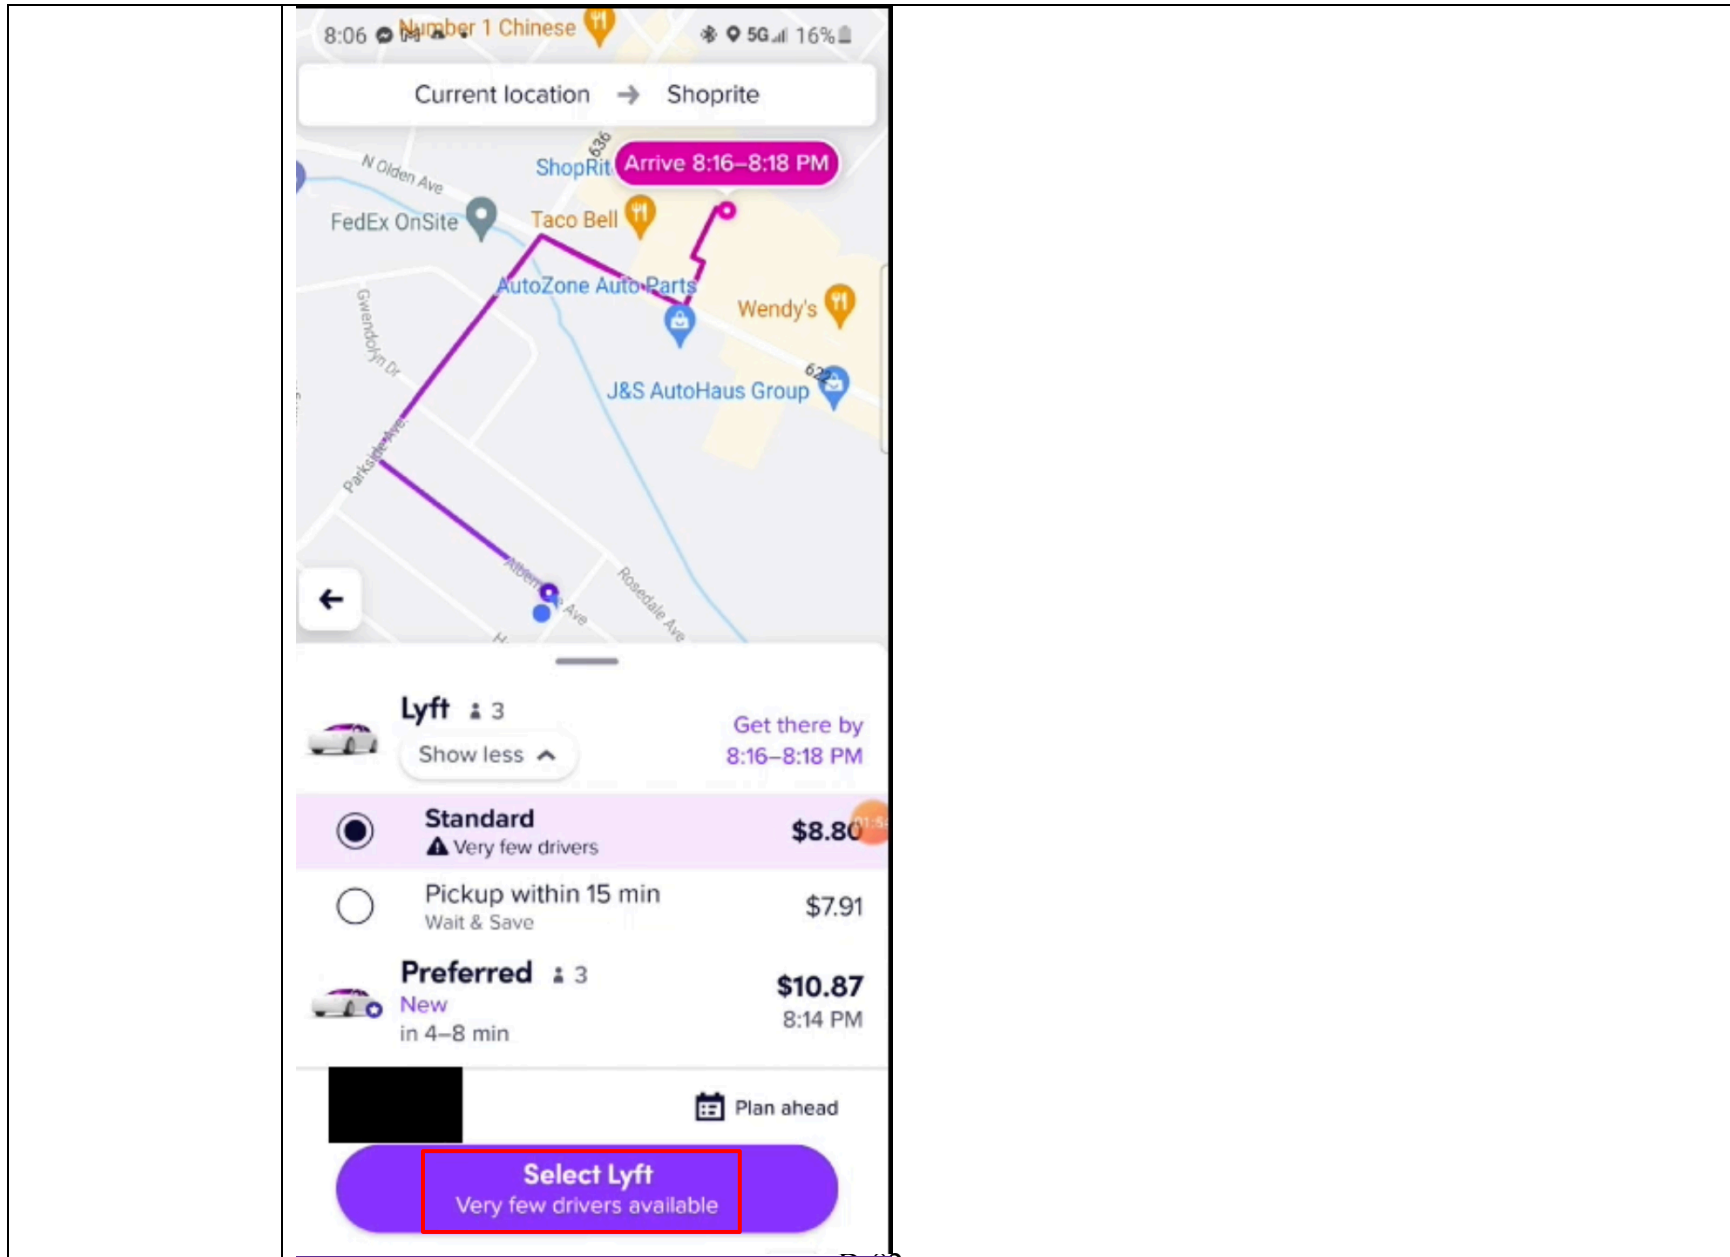 8:06
Number 1 Chinese
5G
16%
Current location → Shoprite
636
N Olden Ave
ShopRit
Arrive 8:16–8:18 PM
FedEx OnSite
Taco Bell
AutoZone Auto Parts
Wendy's
Gwendolyn Dr
622
J&S AutoHaus Group
Parkside Ave
Ave
Rosedale Ave
Lyft 3
Get there by
Show less
8:16–8:18 PM
Standard
$8.80
Very few drivers
Pickup within 15 min
$7.91
Wait & Save
Preferred 3
$10.87
New
8:14 PM
in 4–8 min
Plan ahead
Select Lyft
Very few drivers available